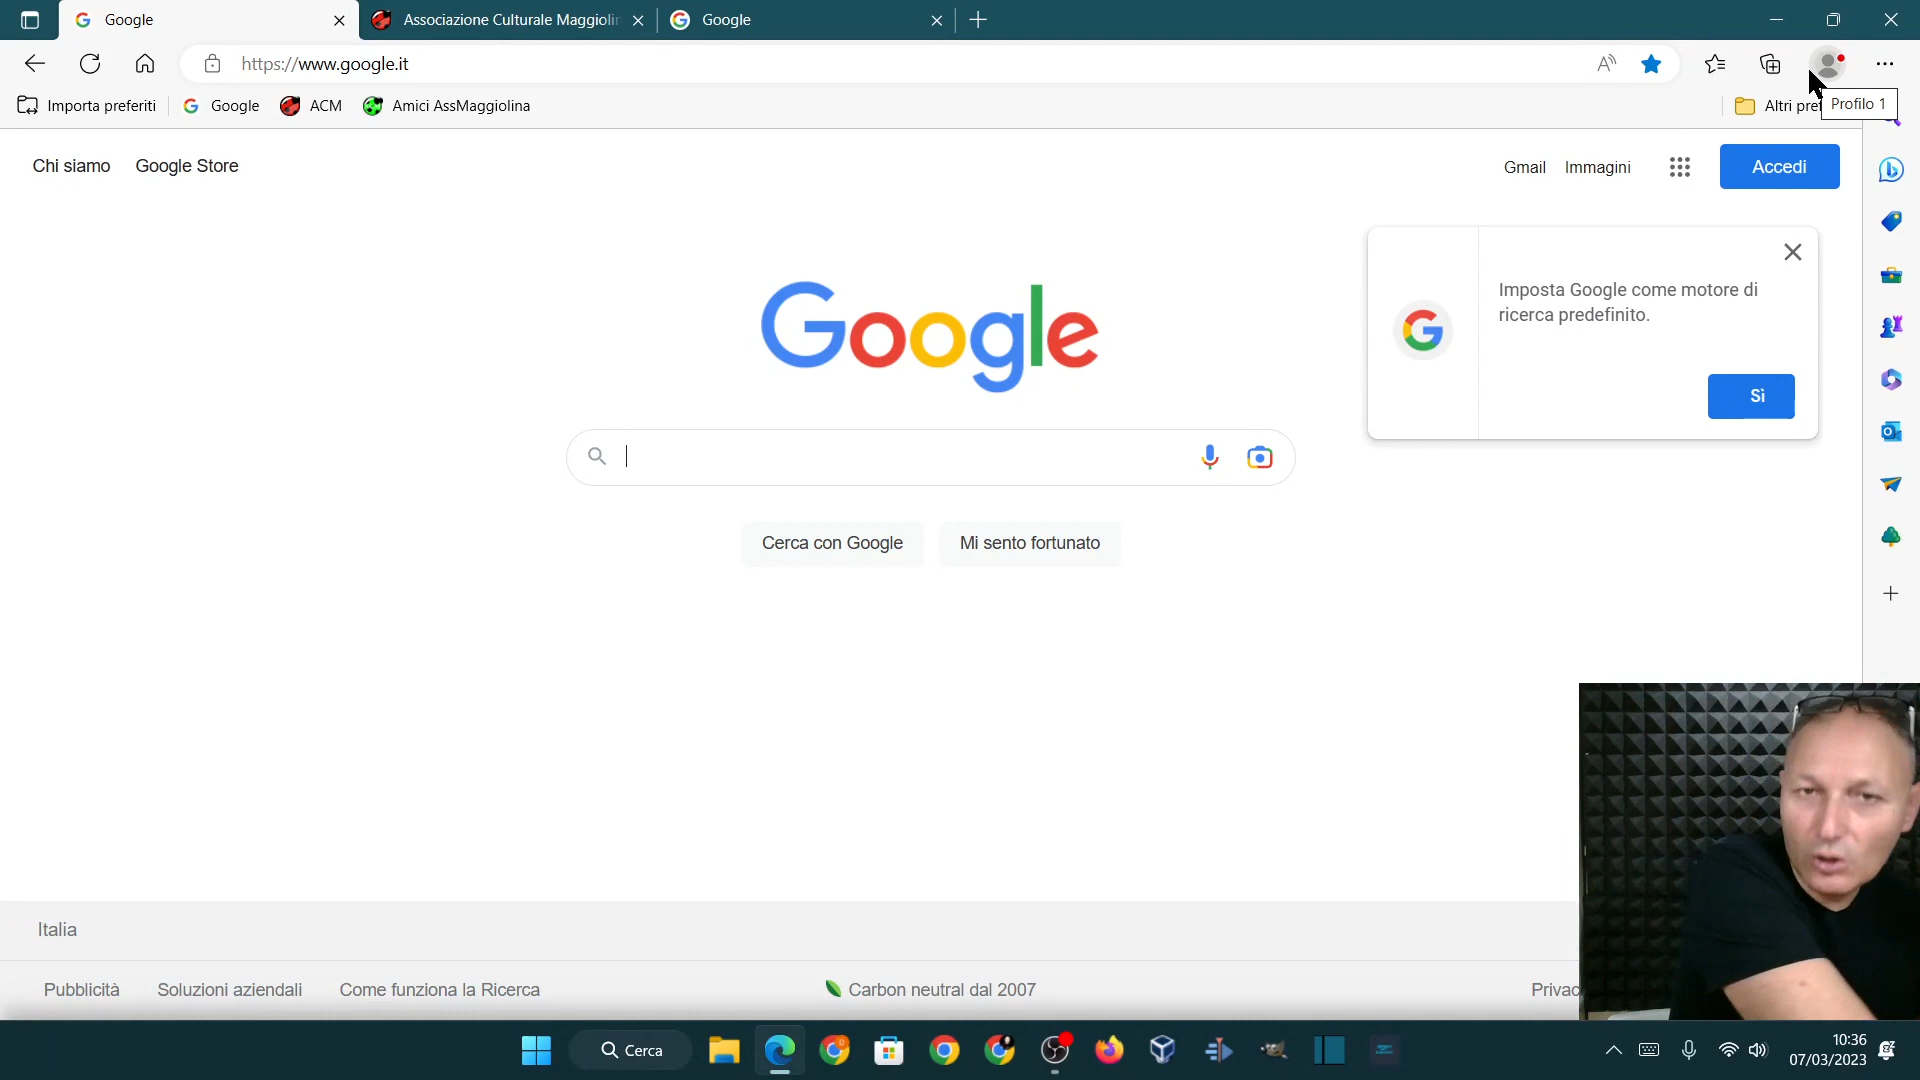 Google
Associazione Culturale Maggiolin
Google
https://www.google.it
Importa preferiti
Google
ACM
Amici AssMaggiolina
Altri pref
Profilo 1
Chi siamo
Google Store
Gmail
Immagini
Accedi
Google
Imposta Google come motore di
ricerca predefinito.
Sì
Cerca con Google
Mi sento fortunato
Italia
Pubblicità
Soluzioni aziendali
Come funziona la Ricerca
Carbon neutral dal 2007
Privac
Cerca
10:36
07/03/2023